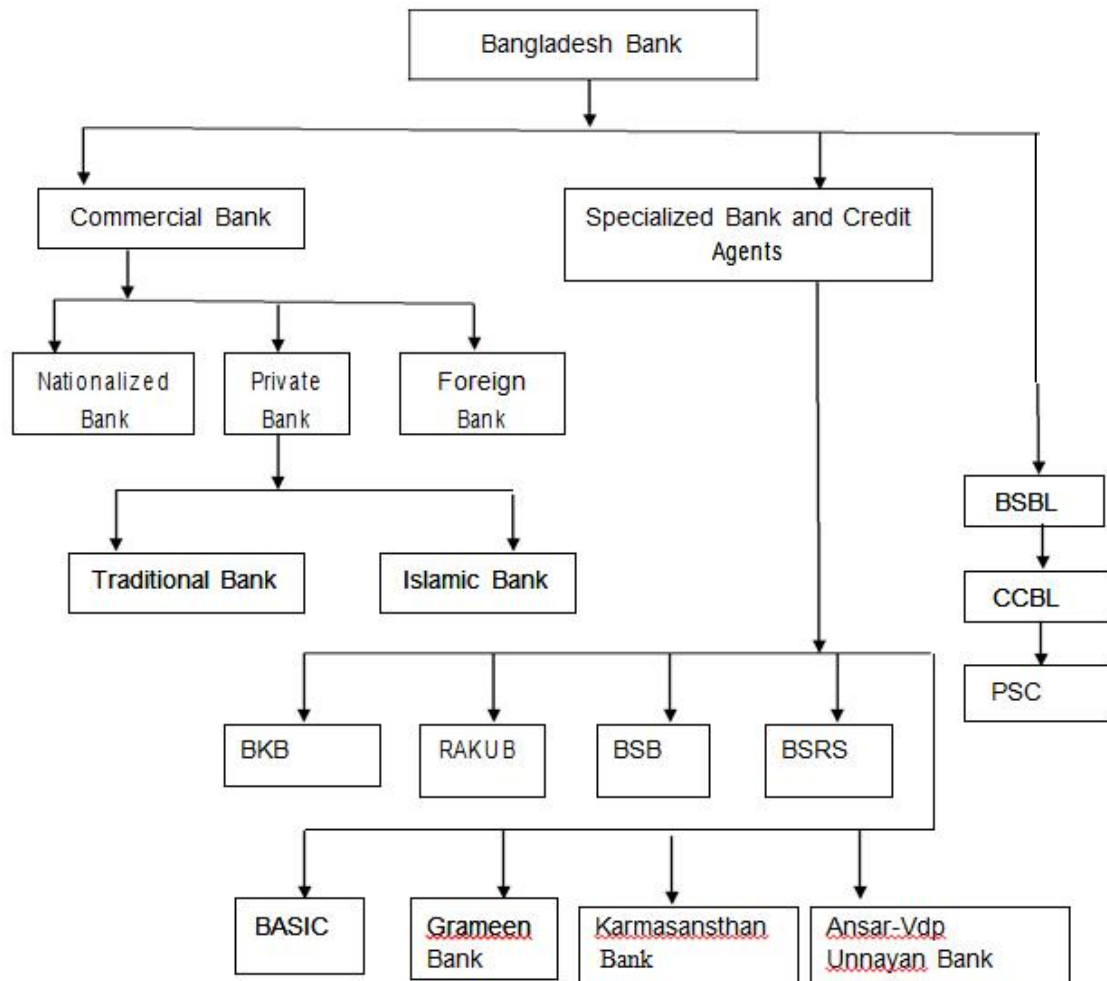 Bangladesh Bank
Commercial Bank
Specialized Bank and Credit
Agents
Nationalized
Bank
Private
Bank
Foreign
Bank
BSBL
Traditional Bank
Islamic Bank
CCBL
PSC
BKB
RAKUB
BSB
BSRS
BASIC
Grameen
Bank
Karmasansthan
Bank
Ansar-Vdp
Unnayan Bank